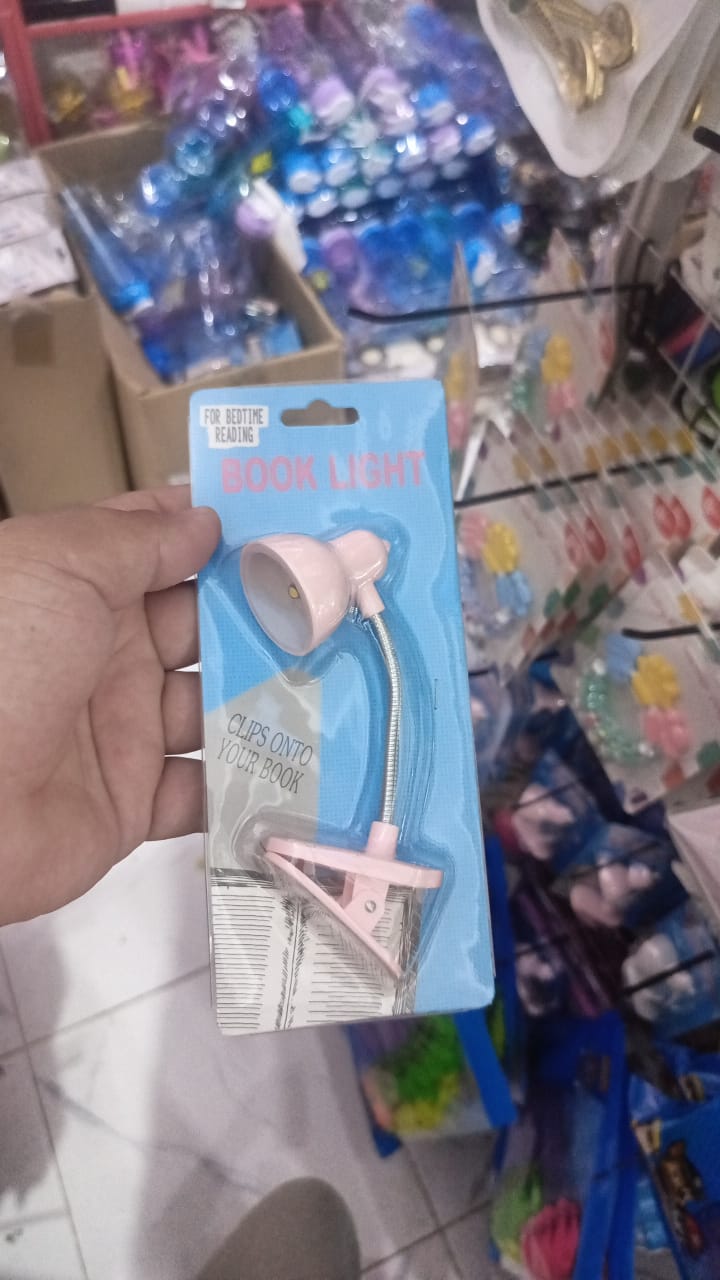 FOR BEDTIME
READING
BOOK LIGHT
CLIPS ONTO
YOUR BOOK